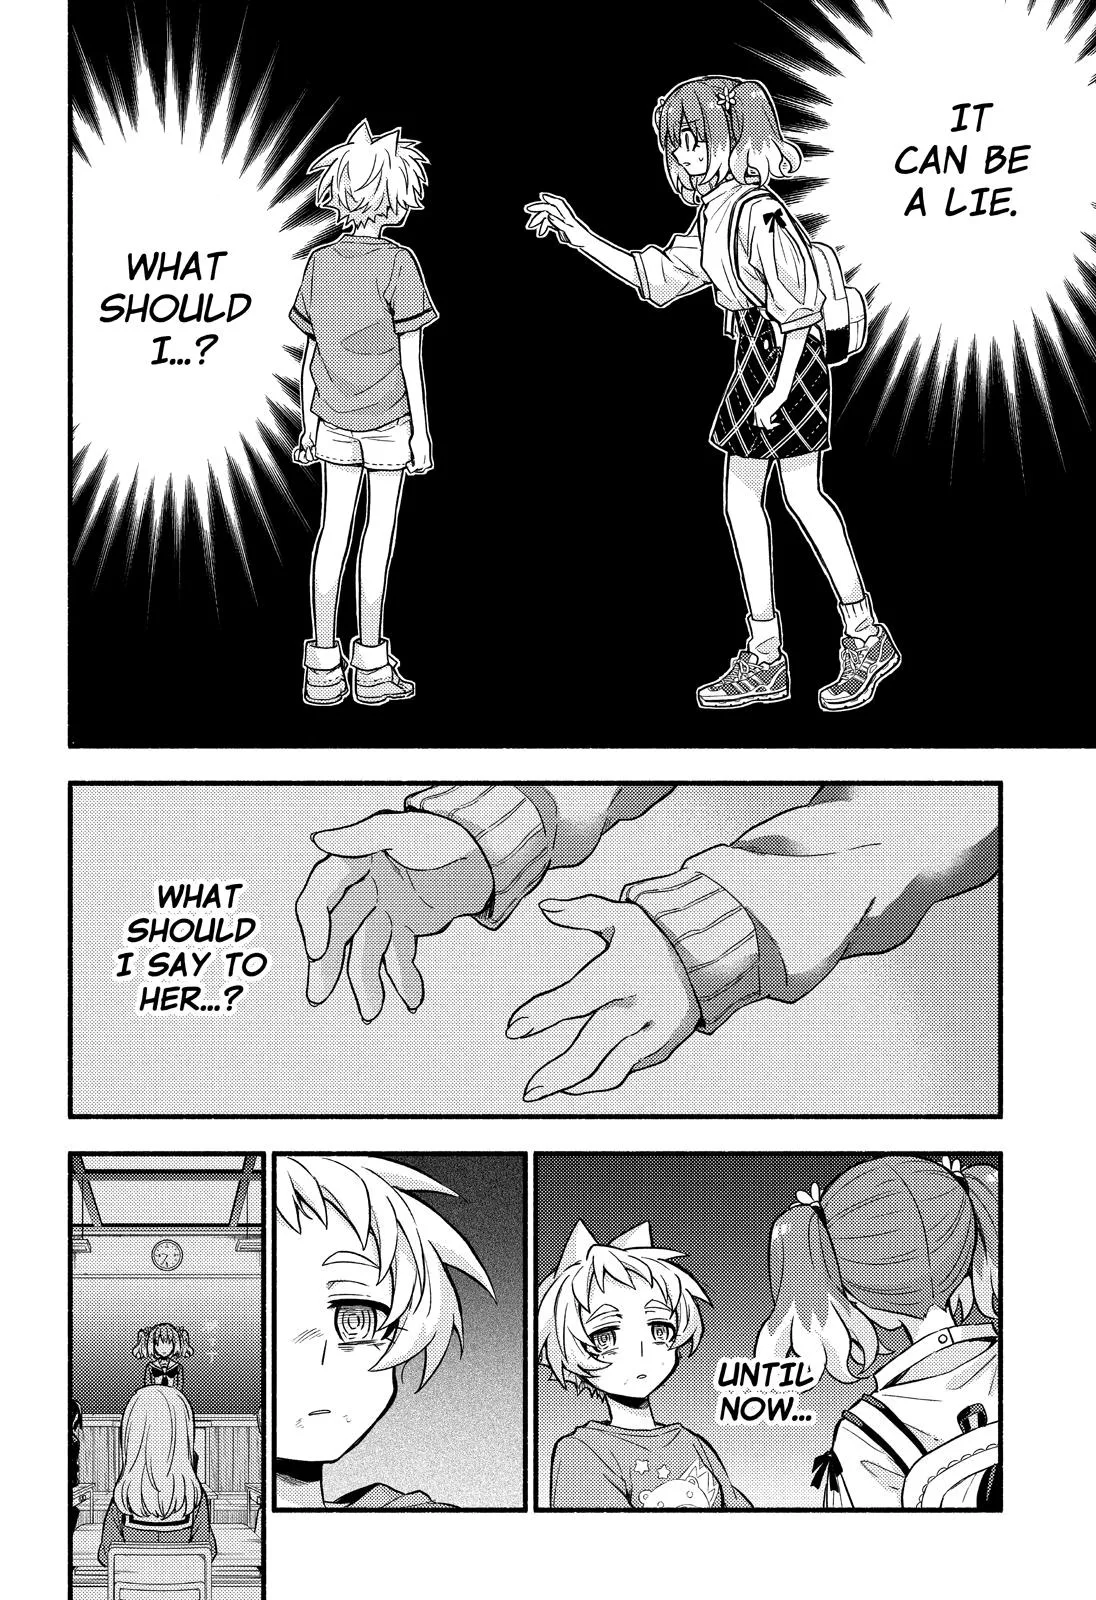 IT
CAN BE
A LIE.
WHAT
SHOULD
I...?
WHAT
SHOULD
I SAY TO
HER...?
UNTIL
NOW...